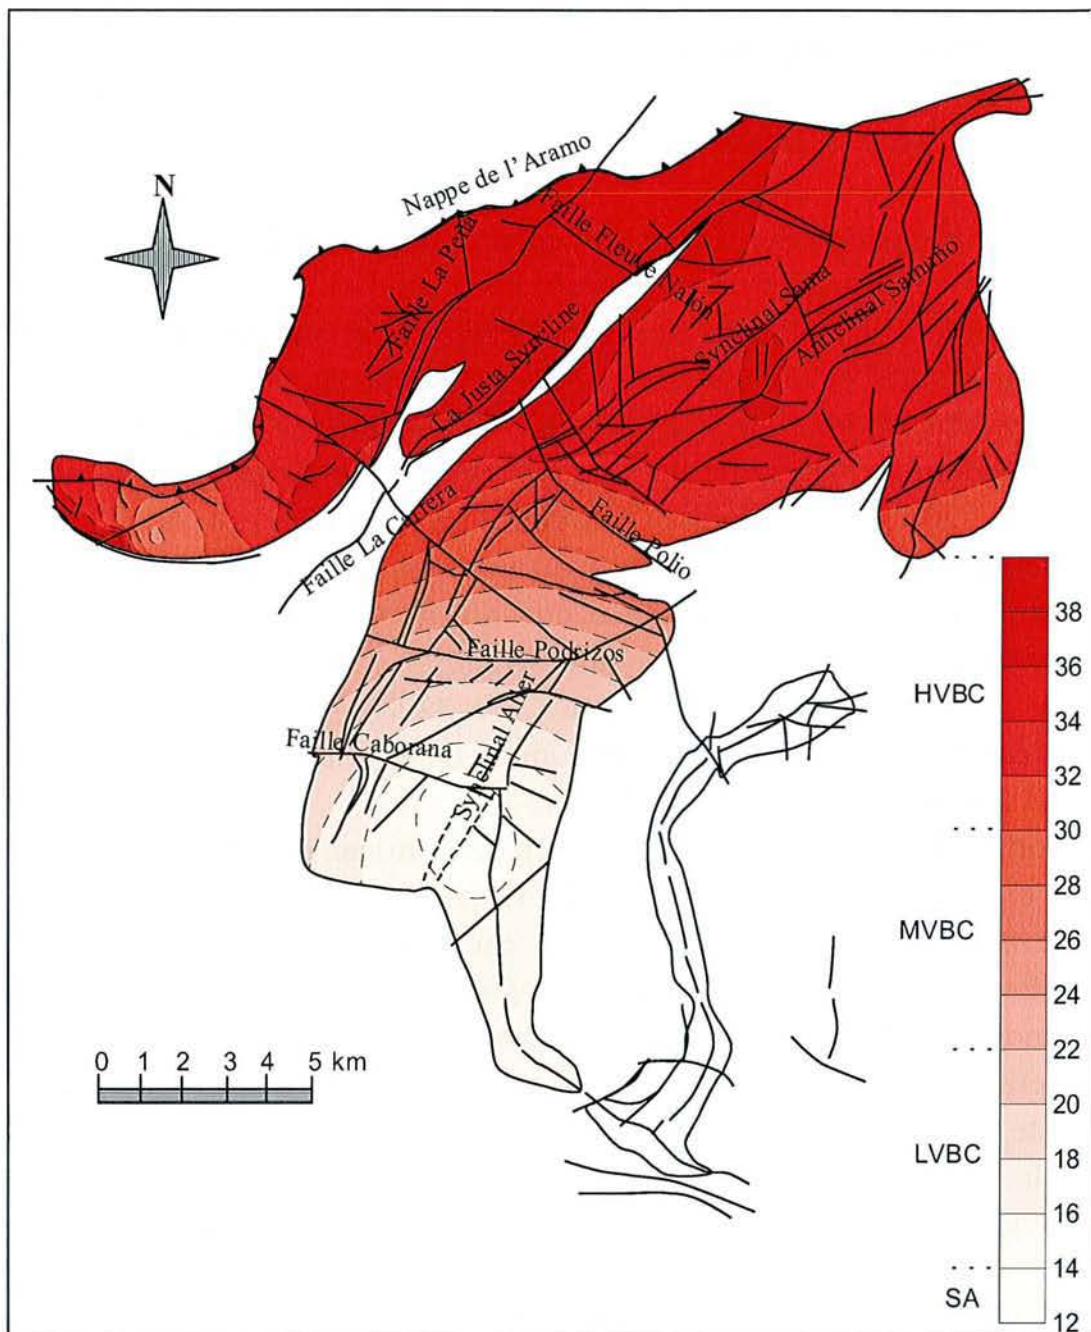 N
Nappe de l'Aramo
Faille La Peña
Faille Fleuve Nalón
La Justa Syncline
Synclinal Sama
Anticlinal Samuño
Faille La Carrera
Faille Polio
Faille Podrizos
Faille Caborana
Synclinal Aller
0 1 2 3 4 5 km
HVBC
MVBC
LVBC
SA
38
36
34
32
30
28
26
24
22
20
18
16
14
12